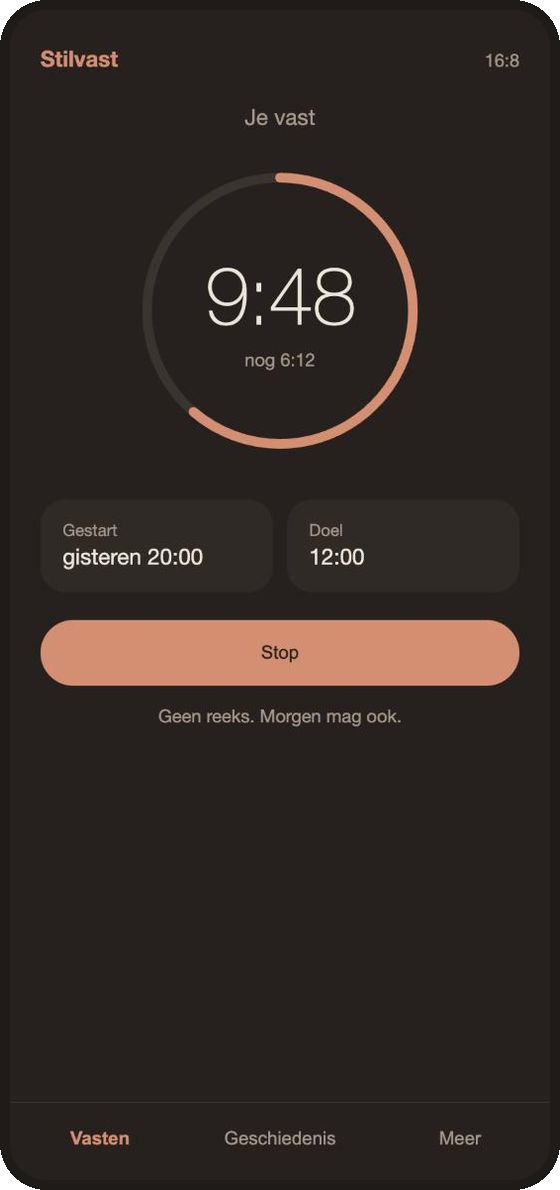 Stilvast
16:8
Je vast
9:48
nog 6:12
Gestart
gisteren 20:00
Doel
12:00
Stop
Geen reeks. Morgen mag ook.
Vasten
Geschiedenis
Meer